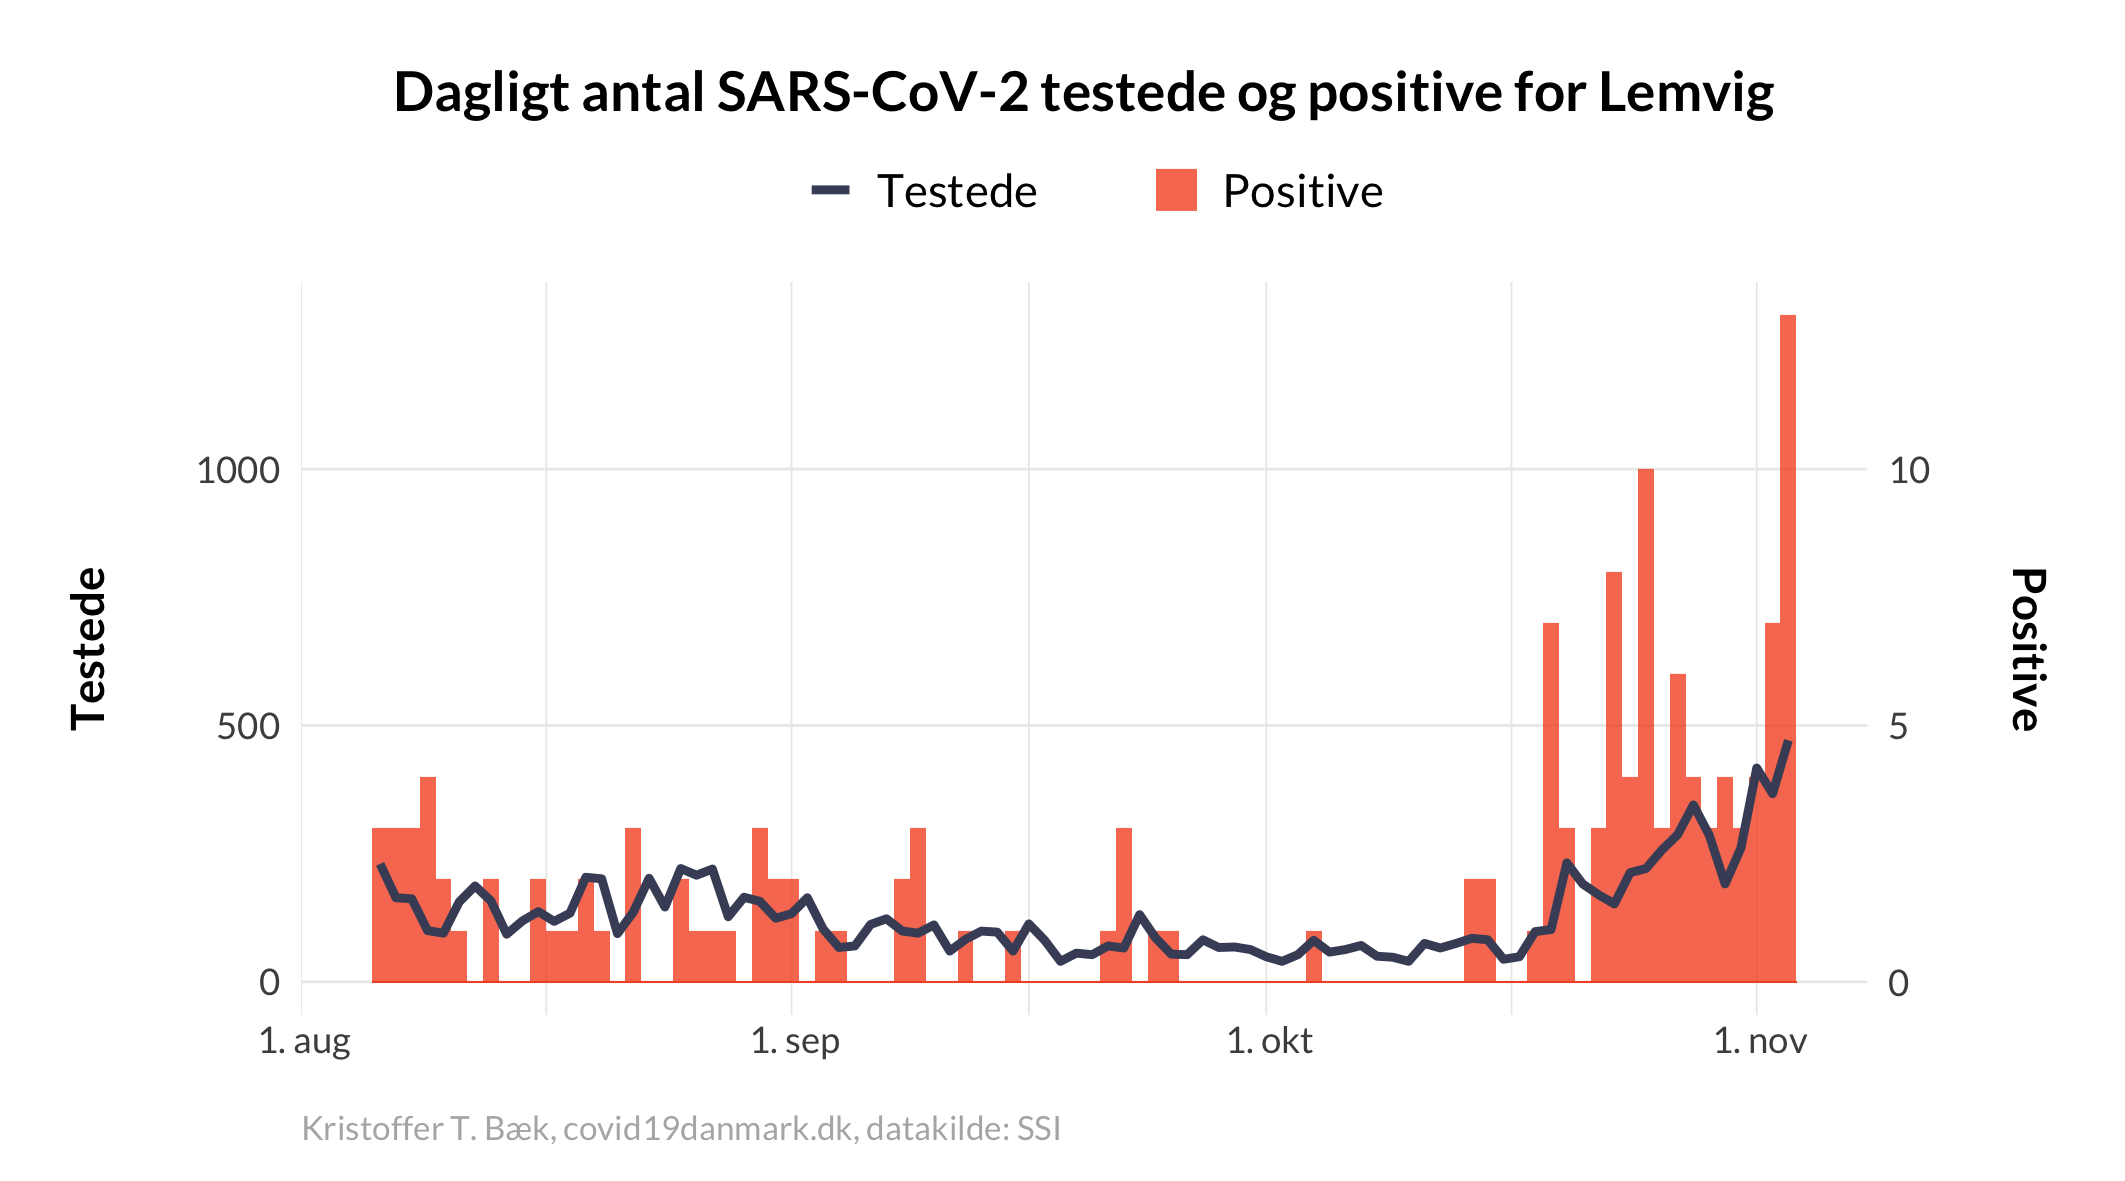 Dagligt antal SARS-CoV-2 testede og positive for Lemvig
Testede
Positive
1000
500
0
Testede
10
5
0
Positive
1. aug
1. sep
1. okt
1. nov
Kristoffer T. Bæk, covid19danmark.dk, datakilde: SSI